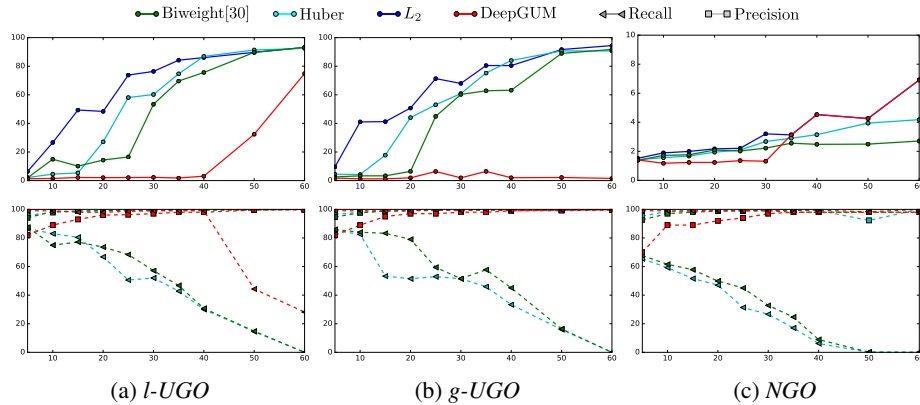 Biweight[30] Huber L2 DeepGUM Recall Precision
100 100 10
80 80 8
60 60 6
40 40 4
20 20 2
0 0 0
10 20 30 40 50 60 10 20 30 40 50 60 10 20 30 40 50 60
100 100 100
80 80 80
60 60 60
40 40 40
20 20 20
0 0 0
10 20 30 40 50 60 10 20 30 40 50 60 10 20 30 40 50 60
(a) l-UGO (b) g-UGO (c) NGO